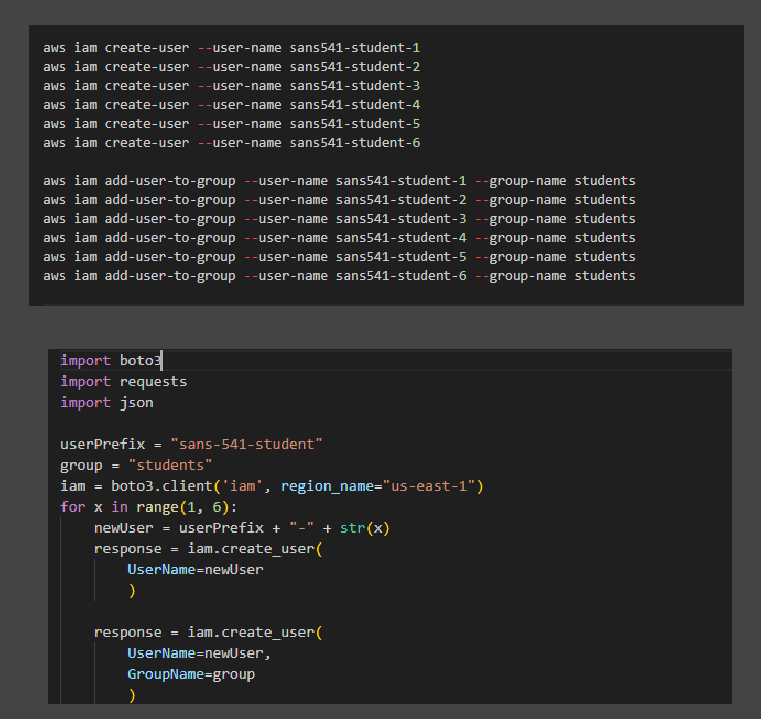 aws iam create-user --user-name sans541-student-1
aws iam create-user --user-name sans541-student-2
aws iam create-user --user-name sans541-student-3
aws iam create-user --user-name sans541-student-4
aws iam create-user --user-name sans541-student-5
aws iam create-user --user-name sans541-student-6
aws iam add-user-to-group --user-name sans541-student-1 --group-name students
aws iam add-user-to-group --user-name sans541-student-2 --group-name students
aws iam add-user-to-group --user-name sans541-student-3 --group-name students
aws iam add-user-to-group --user-name sans541-student-4 --group-name students
aws iam add-user-to-group --user-name sans541-student-5 --group-name students
aws iam add-user-to-group --user-name sans541-student-6 --group-name students
import boto3
import requests
import json
userPrefix = "sans-541-student"
group = "students"
iam = boto3.client('iam', region_name="us-east-1")
for x in range(1, 6):
newUser = userPrefix + "-" + str(x)
response = iam.create_user(
UserName=newUser
)
response = iam.create_user(
UserName=newUser,
GroupName=group
)